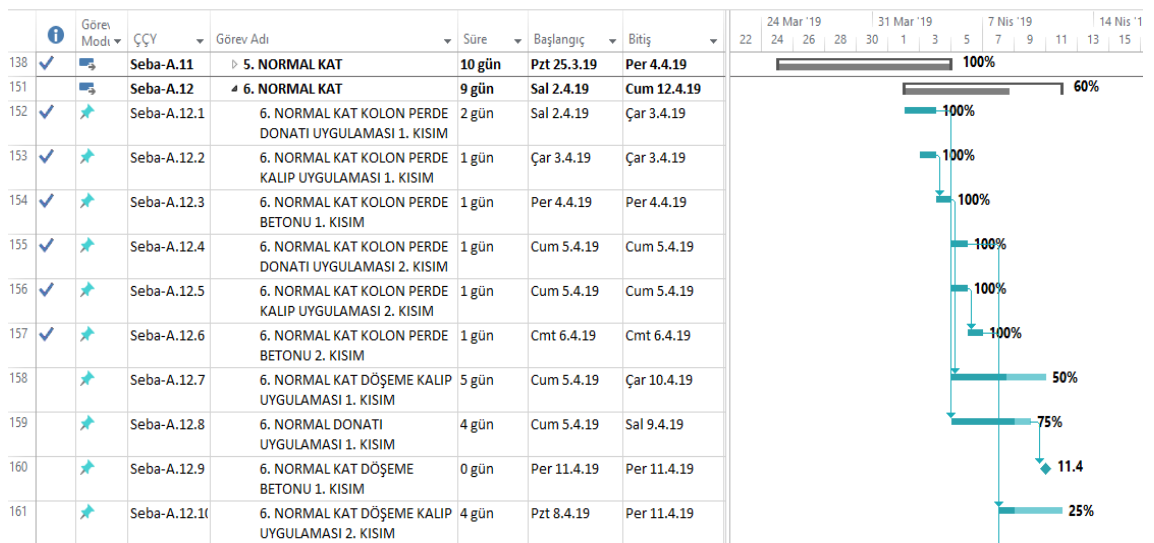 Görev
Modu ÇÇY Görev Adı Süre Başlangıç Bitiş
24 Mar '19 31 Mar '19 7 Nis '19 14 Nis '1
22 24 26 28 30 1 3 5 7 9 11 13 15
138 Seba-A.11 5. NORMAL KAT 10 gün Pzt 25.3.19 Per 4.4.19 100%
151 Seba-A.12 6. NORMAL KAT 9 gün Sal 2.4.19 Cum 12.4.19 60%
152 Seba-A.12.1 6. NORMAL KAT KOLON PERDE 2 gün Sal 2.4.19 Çar 3.4.19 100%
DONATI UYGULAMASI 1. KISIM
153 Seba-A.12.2 6. NORMAL KAT KOLON PERDE 1 gün Çar 3.4.19 Çar 3.4.19 100%
KALIP UYGULAMASI 1. KISIM
154 Seba-A.12.3 6. NORMAL KAT KOLON PERDE 1 gün Per 4.4.19 Per 4.4.19 100%
BETONU 1. KISIM
155 Seba-A.12.4 6. NORMAL KAT KOLON PERDE 1 gün Cum 5.4.19 Cum 5.4.19 100%
DONATI UYGULAMASI 2. KISIM
156 Seba-A.12.5 6. NORMAL KAT KOLON PERDE 1 gün Cum 5.4.19 Cum 5.4.19 100%
KALIP UYGULAMASI 2. KISIM
157 Seba-A.12.6 6. NORMAL KAT KOLON PERDE 1 gün Cmt 6.4.19 Cmt 6.4.19 100%
BETONU 2. KISIM
158 Seba-A.12.7 6. NORMAL KAT DÖŞEME KALIP 5 gün Cum 5.4.19 Çar 10.4.19 50%
UYGULAMASI 1. KISIM
159 Seba-A.12.8 6. NORMAL DONATI 4 gün Cum 5.4.19 Sal 9.4.19 75%
UYGULAMASI 1. KISIM
160 Seba-A.12.9 6. NORMAL KAT DÖŞEME 0 gün Per 11.4.19 Per 11.4.19 11.4
BETONU 1. KISIM
161 Seba-A.12.10 6. NORMAL KAT DÖŞEME KALIP 4 gün Pzt 8.4.19 Per 11.4.19 25%
UYGULAMASI 2. KISIM